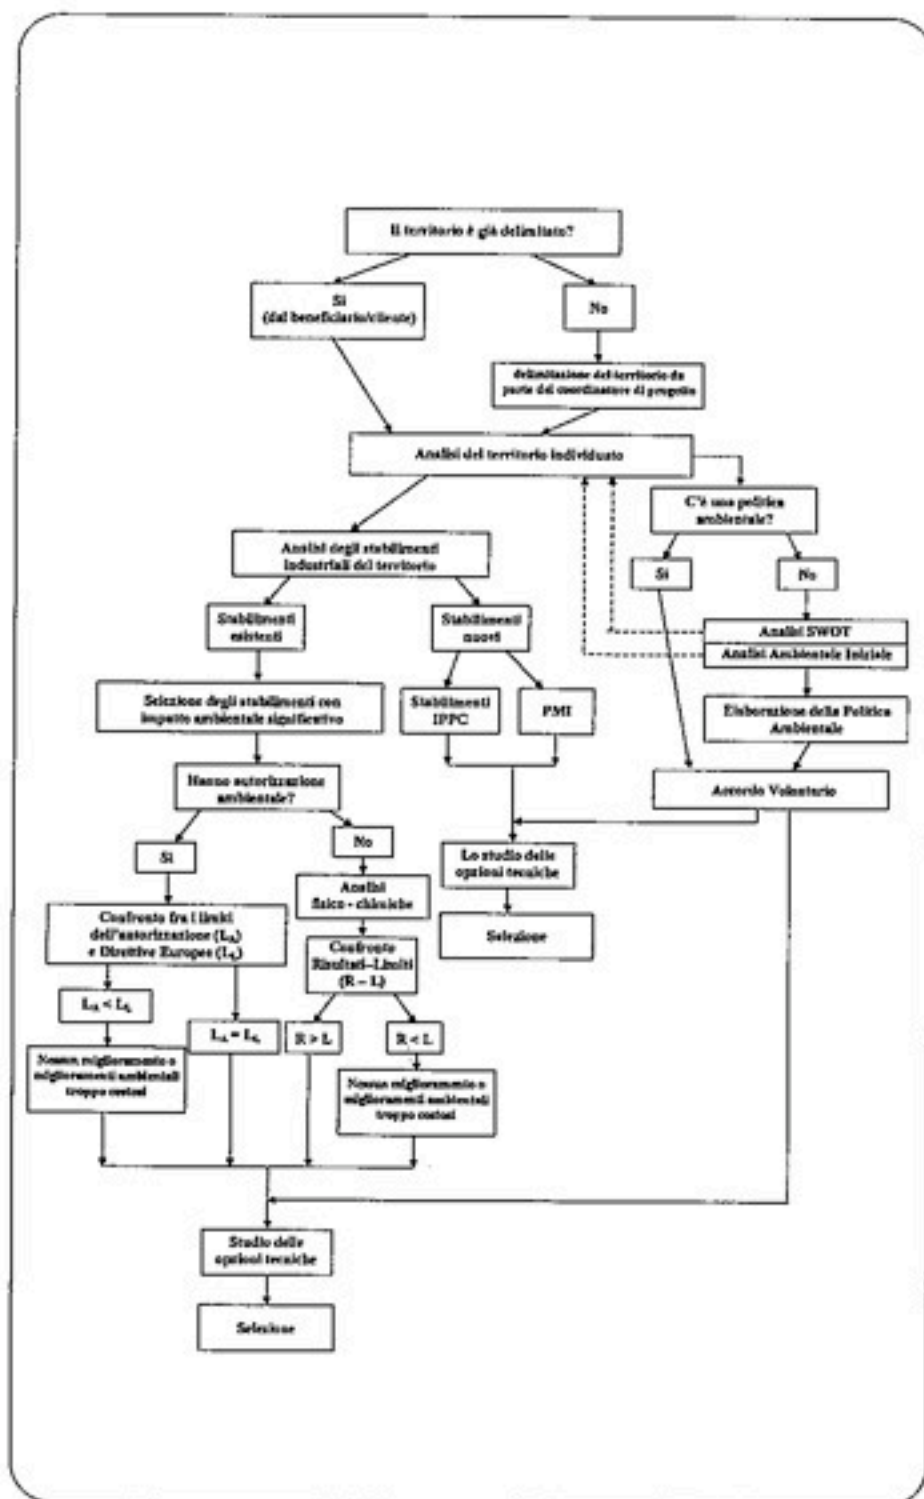 Il territorio è già delimitato?
Si
(dal beneficiario/cliente)
No
delimitazione del territorio da
parte del coordinatore di progetto
Analisi del territorio individuato
C'è una politica
ambientale?
Si
No
Analisi degli stabilimenti
industriali del territorio
Stabilimenti
esistenti
Stabilimenti
nuovi
Analisi SWOT
Analisi Ambientale Iniziale
Selezione degli stabilimenti con
impatto ambientale significativo
Stabilimenti
IPPC
PMI
Elaborazione della Politica
Ambientale
Hanno autorizzazione
ambientale?
Accordo Volontario
Si
No
Lo studio delle
opzioni tecniche
Analisi
fisico - chimiche
Selezione
Confronto fra i limiti
dell'autorizzazione (LA)
e Direttive Europee
Confronto
Risultati-Limiti
(R - L)
R > L
R < L
Nessun miglioramento o
miglioramenti ambientali
troppo costosi
Nessun miglioramento o
miglioramenti ambientali
troppo costosi
Studio delle
opzioni tecniche
Selezione